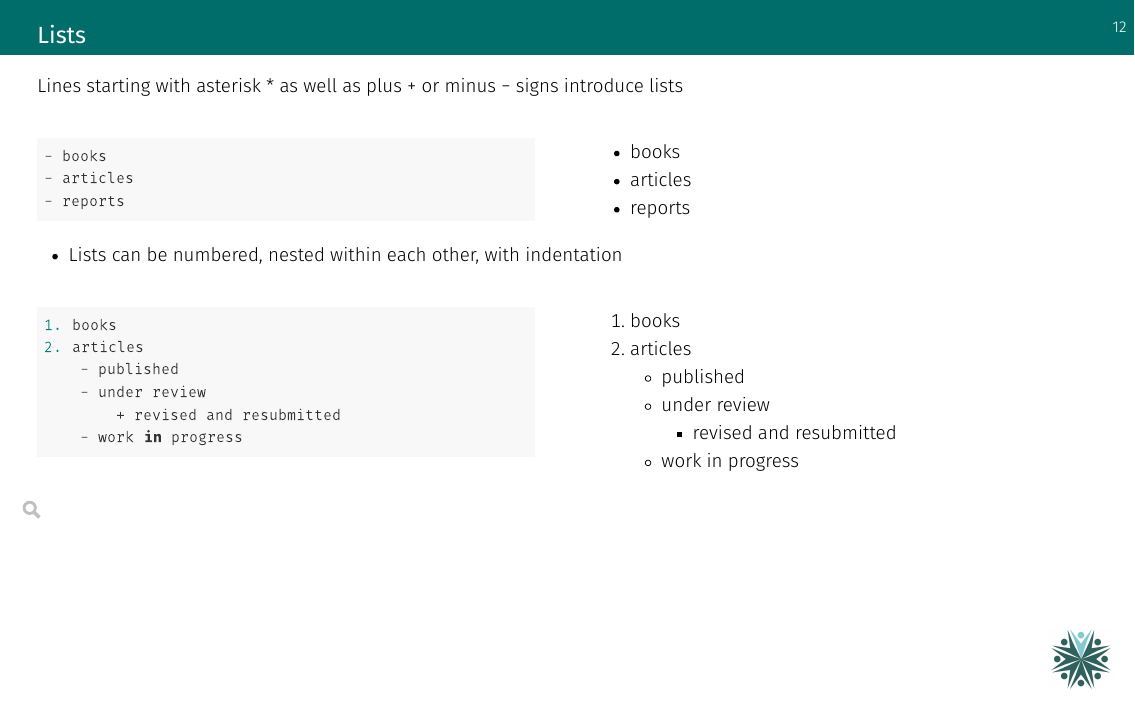 Lists
12
Lines starting with asterisk * as well as plus + or minus - signs introduce lists
- books
- articles
- reports
• books
• articles
• reports
• Lists can be numbered, nested within each other, with indentation
1. books
2. articles
    - published
    - under review
        + revised and resubmitted
    - work in progress
1. books
2. articles
    ◦ published
    ◦ under review
        ▪ revised and resubmitted
    ◦ work in progress